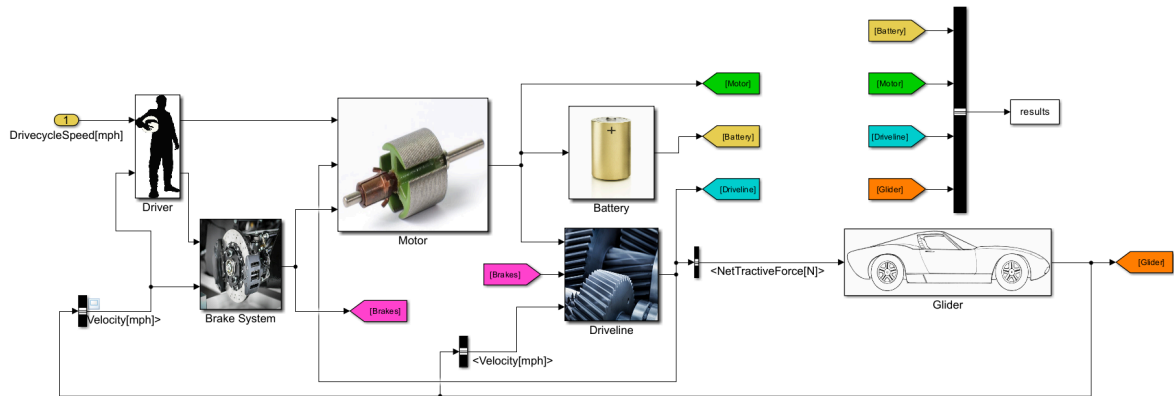 [Battery]
[Motor]
[Motor]
results
1
DrivecycleSpeed[mph]
+
[Battery]
[Driveline]
[Driveline]
[Glider]
Driver
Battery
Motor
[Brakes]
<NetTractiveForce[N]>
[Glider]
Glider
Velocity[mph]>
Brake System
[Brakes]
Driveline
<Velocity[mph]>